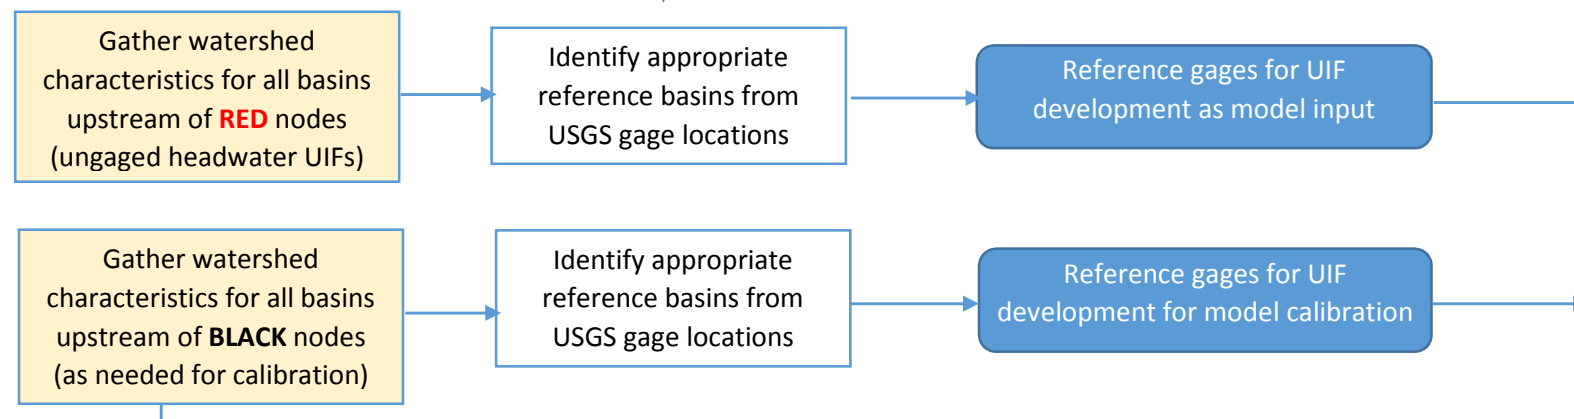 Gather watershed
characteristics for all basins
upstream of RED nodes
(ungaged headwater UIFs)
Identify appropriate
reference basins from
USGS gage locations
Reference gages for UIF
development as model input
Gather watershed
characteristics for all basins
upstream of BLACK nodes
(as needed for calibration)
Identify appropriate
reference basins from
USGS gage locations
Reference gages for UIF
development for model calibration